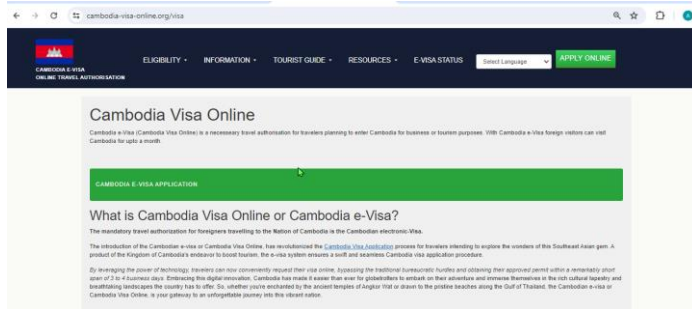 cambodia-visa-online.org/visa
CAMBODIA E-VISA
ONLINE TRAVEL AUTHORISATION
ELIGIBILITY
INFORMATION
TOURIST GUIDE
RESOURCES
E-VISA STATUS
Select Language
APPLY ONLINE
Cambodia Visa Online
Cambodia e-Visa (Cambodia Visa Online) is a necessary travel authorisation for travelers planning to enter Cambodia for business or tourism purposes. With Cambodia e-Visa foreign visitors can visit
Cambodia for upto a month.
CAMBODIA E-VISA APPLICATION
What is Cambodia Visa Online or Cambodia e-Visa?
The mandatory travel authorization for foreigners travelling to the Nation of Cambodia is the Cambodian electronic-Visa.
The introduction of the Cambodian e-visa or Cambodia Visa Online, has revolutionized the Cambodia Visa Application process for travelers intending to explore the wonders of this Southeast Asian gem. A
product of the Kingdom of Cambodia's endeavor to boost tourism, the e-visa system ensures a swift and seamless Cambodia visa application procedure.
By leveraging the power of technology, travelers can now conveniently request their visa online, bypassing the traditional bureaucratic hurdles and obtaining their approved permit within a remarkably short
span of 3 to 4 business days. Embracing this digital innovation, Cambodia has made it easier than ever for globetrotters to embark on their adventure and immerse themselves in the rich cultural tapestry and
breathtaking landscapes the country has to offer. So, whether you're enchanted by the ancient temples of Angkor Wat or drawn to the pristine beaches along the Gulf of Thailand, the Cambodian e-visa or
Cambodia Visa Online, is your gateway to an unforgettable journey into this vibrant nation.